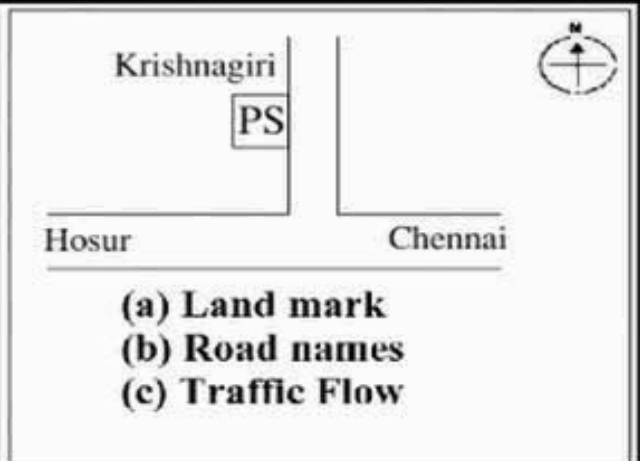 N
Krishnagiri
PS
Hosur
Chennai
(a) Land mark
(b) Road names
(c) Traffic Flow